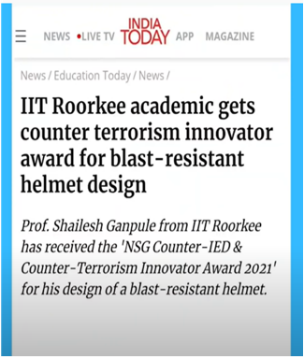 INDIA
NEWS •LIVE TV TODAY APP MAGAZINE
News / Education Today / News /
IIT Roorkee academic gets
counter terrorism innovator
award for blast-resistant
helmet design
Prof. Shailesh Ganpule from IIT Roorkee
has received the 'NSG Counter-IED &
Counter-Terrorism Innovator Award 2021'
for his design of a blast-resistant helmet.